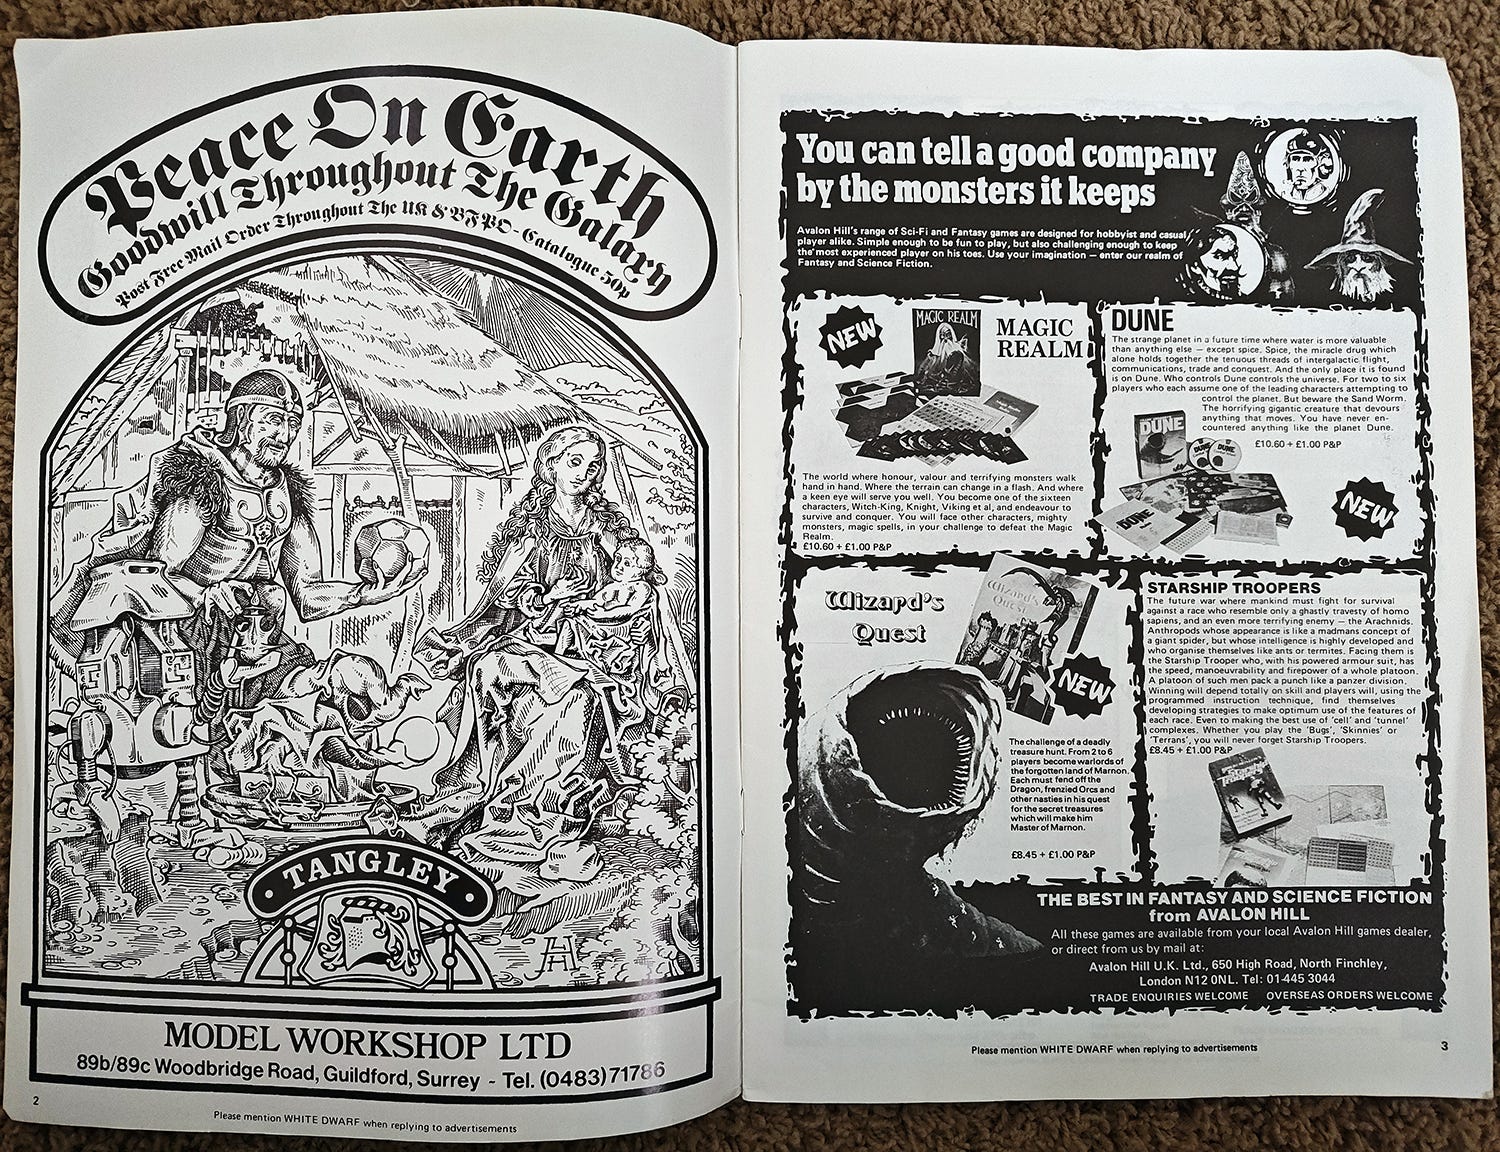 Peace On Earth
Goodwill Throughout The Galaxy
Post Free Mail Order Throughout The UK & BFPO - Catalogue 50p
TANGLEY
MODEL WORKSHOP LTD
89b/89c Woodbridge Road, Guildford, Surrey - Tel. (0483) 71786
2
Please mention WHITE DWARF when replying to advertisements
You can tell a good company
by the monsters it keeps
Avalon Hill's range of Sci-Fi and Fantasy games are designed for hobbyist and casual
player alike. Simple enough to be fun to play, but also challenging enough to keep
the most experienced player on his toes. Use your imagination — enter our realm of
Fantasy and Science Fiction.
NEW
MAGIC REALM
MAGIC
REALM
The world where honour, valour and terrifying monsters walk
hand in hand. Where the terrain can change in a flash. And where
a keen eye will serve you well. You become one of the sixteen
characters, Witch-King, Knight, Viking et al, and endeavour to
survive and conquer. You will face other characters, mighty
monsters, magic spells, in your challenge to defeat the Magic
Realm.
£10.60 + £1.00 P&P
DUNE
The strange planet in a future time where water is more valuable
than anything else — except spice. Spice, the miracle drug which
alone holds together the tenuous threads of intergalactic flight,
communications, trade and conquest. And the only place it is found
is on Dune. Who controls Dune controls the universe. For two to six
players who each assume one of the leading characters attempting to
control the planet. But beware the Sand Worm.
The horrifying gigantic creature that devours
anything that moves. You have never en-
countered anything like the planet Dune.
£10.60 + £1.00 P&P
DUNE
DUNE
DUNE
DUNE
NEW
Wizard's
Quest
Wizard's
Quest
NEW
The challenge of a deadly
treasure hunt. From 2 to 6
players become warlords of
the forgotten land of Marnon.
Each must fend off the
Dragon, frenzied Orcs and
other nasties in his quest
for the secret treasures
which will make him
Master of Marnon.
£8.45 + £1.00 P&P
STARSHIP TROOPERS
The future war where mankind must fight for survival
against a race who resemble only a ghastly travesty of homo
sapiens, and an even more terrifying enemy — the Arachnids.
Anthropods whose appearance is like a madmans concept of
a giant spider, but whose intelligence is highly developed and
who organise themselves like ants or termites. Facing them is
the Starship Trooper who, with his powered armour suit, has
the speed, manoeuvrability and firepower of a whole platoon.
A platoon of such men pack a punch like a panzer division.
Winning will depend totally on skill and players will, using the
programmed instruction technique, find themselves
developing strategies to make optimum use of the features of
each race. Even to making the best use of 'cell' and 'tunnel'
complexes. Whether you play the 'Bugs', 'Skinnies' or
'Terrans', you will never forget Starship Troopers.
£8.45 + £1.00 P&P
THE BEST IN FANTASY AND SCIENCE FICTION
from AVALON HILL
All these games are available from your local Avalon Hill games dealer,
or direct from us by mail at:
Avalon Hill U.K. Ltd., 650 High Road, North Finchley,
London N12 0NL. Tel: 01-445 3044
TRADE ENQUIRIES WELCOME OVERSEAS ORDERS WELCOME
Please mention WHITE DWARF when replying to advertisements
3